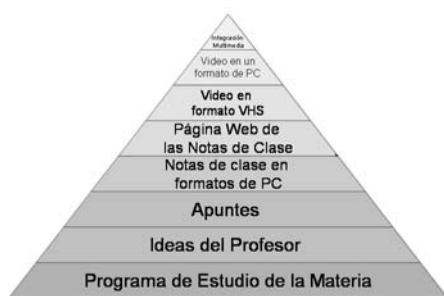 Integración
Multimedia
Video en un
formato de PC
Video en
formato VHS
Página Web de
las Notas de Clase
Notas de clase en
formatos de PC
Apuntes
Ideas del Profesor
Programa de Estudio de la Materia